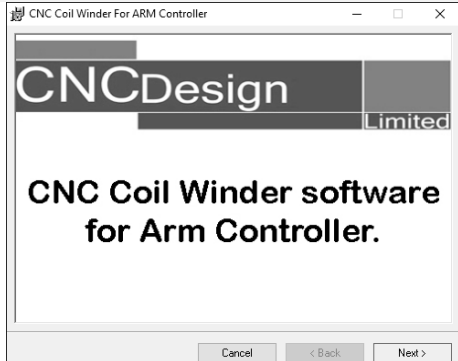 CNC Coil Winder For ARM Controller
CNCDesign
Limited
CNC Coil Winder software
for Arm Controller.
Cancel
< Back
Next >